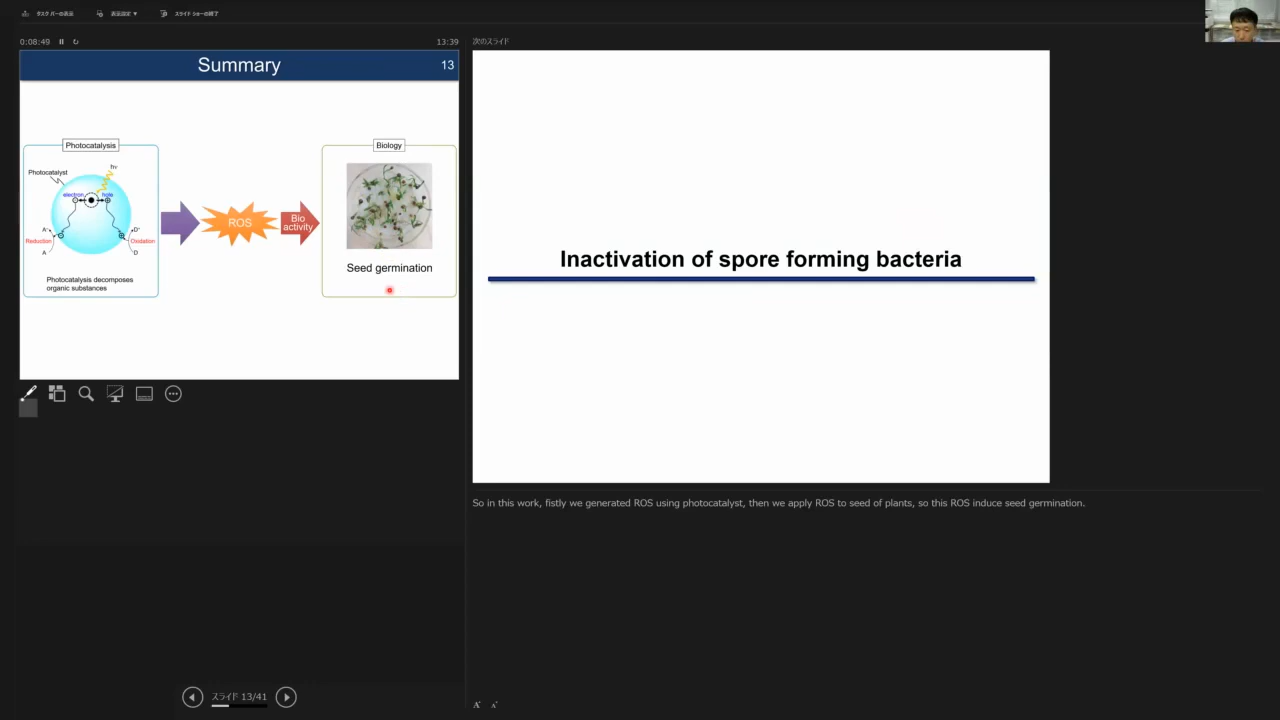 タスク バーの表示 表示設定 ▼ スライド ショーの終了
0:08:49 13:39
次のスライド
Summary 13
Photocatalysis
Photocatalyst
hγ
electron hole
A⁻ D⁺
Reduction Oxidation
A D
Photocatalysis decomposes
organic substances
ROS
Bio
activity
Biology
Seed germination
Inactivation of spore forming bacteria
So in this work, fistly we generated ROS using photocatalyst, then we apply ROS to seed of plants, so this ROS induce seed germination.
スライド 13/41
A A